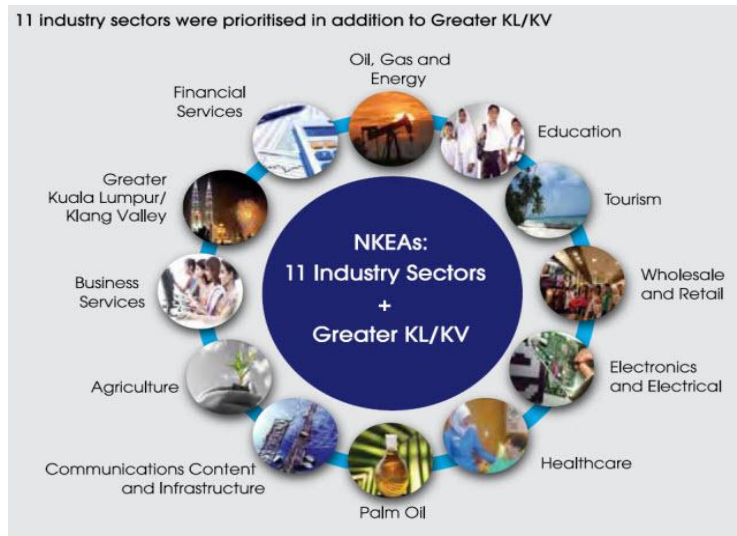 11 industry sectors were prioritised in addition to Greater KL/KV
Oil, Gas and
Energy
Education
Tourism
Wholesale
and Retail
Electronics
and Electrical
Healthcare
Palm Oil
Communications Content
and Infrastructure
Agriculture
Business
Services
Greater
Kuala Lumpur/
Klang Valley
Financial
Services
NKEAs:
11 Industry Sectors
+
Greater KL/KV